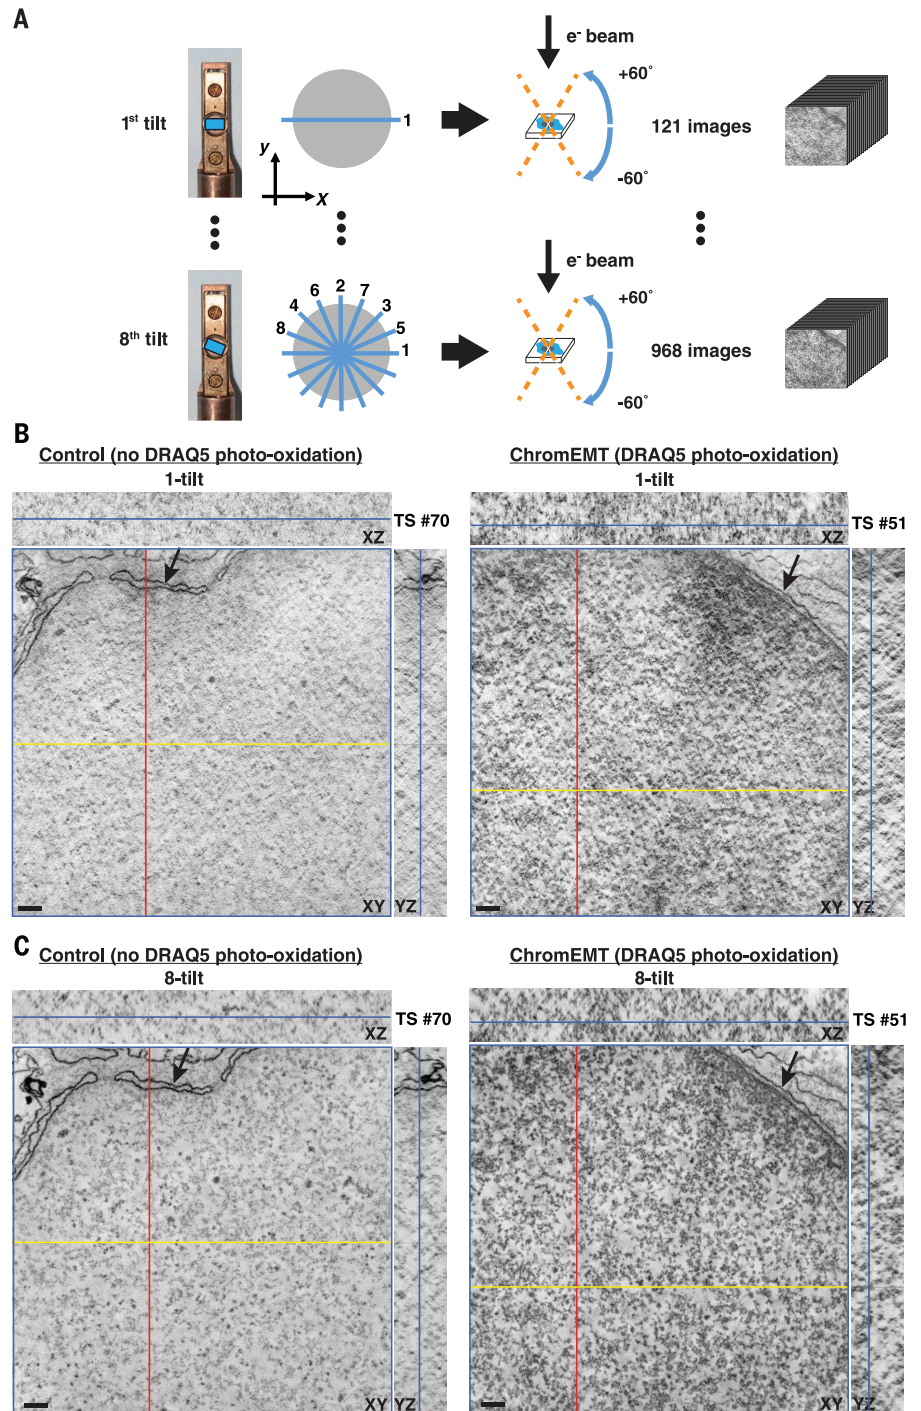 A
1st tilt
y
x
1
e- beam
+60°
-60°
121 images
8th tilt
8
4
6
2
7
3
5
1
e- beam
+60°
-60°
968 images
B
Control (no DRAQ5 photo-oxidation)
1-tilt
XZ
TS #70
XY
YZ
ChromEMT (DRAQ5 photo-oxidation)
1-tilt
XZ
TS #51
XY
YZ
C
Control (no DRAQ5 photo-oxidation)
8-tilt
XZ
TS #70
XY
YZ
ChromEMT (DRAQ5 photo-oxidation)
8-tilt
XZ
TS #51
XY
YZ